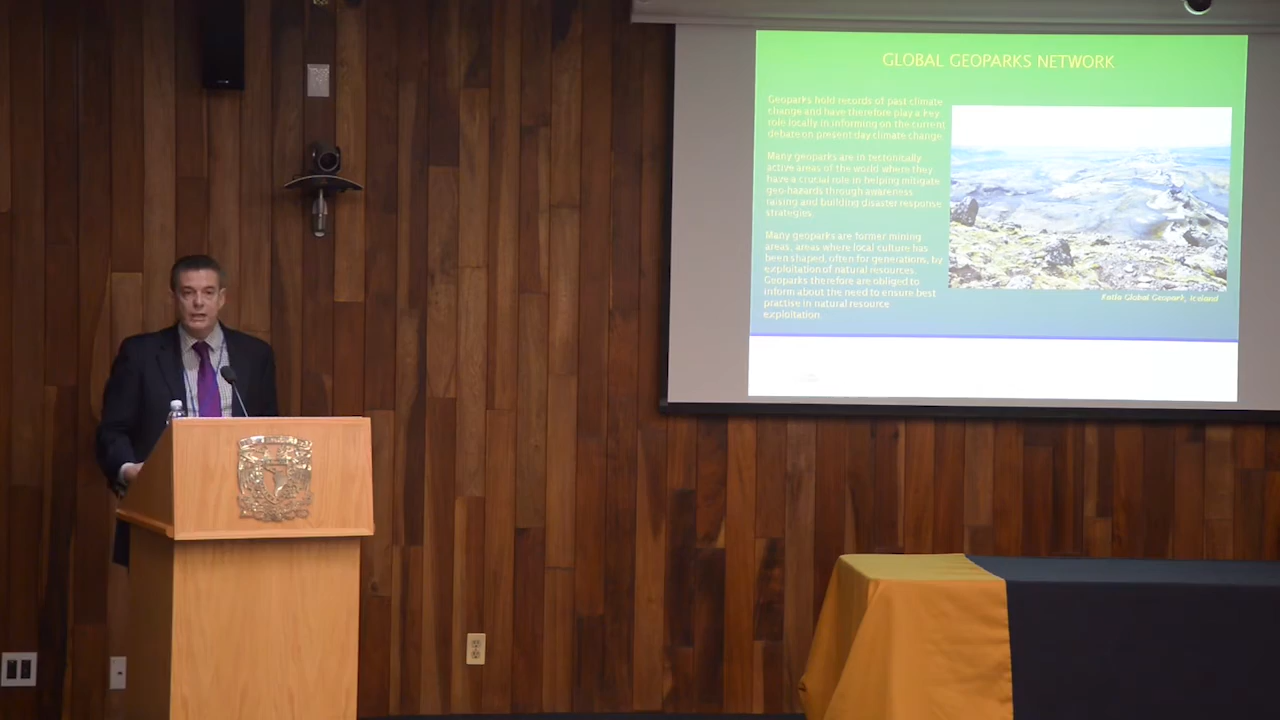 GLOBAL GEOPARKS NETWORK
Geoparks hold records of past climate
change and have therefore play a key
role locally in informing on the current
debate on present day climate change.
Many geoparks are in tectonically
active areas of the world where they
have a crucial role in helping mitigate
geo-hazards through awareness
raising and building disaster response
strategies.
Many geoparks are former mining
areas, areas where local culture has
been shaped, often for generations, by
exploitation of natural resources.
Geoparks therefore are obliged to
inform about the need to ensure best
practise in natural resource
exploitation.
Katla Global Geopark, Iceland